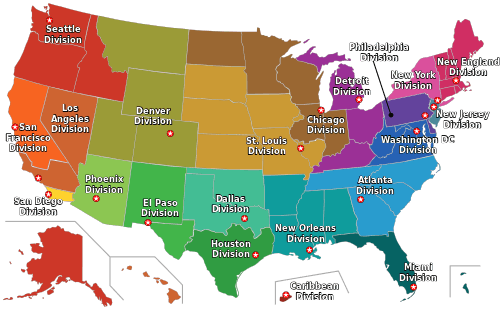 Seattle
Division
Philadelphia
Division
New England
Division
New York
Division
Detroit
Division
Los
Angeles
Division
Denver
Division
San
Francisco
Division
Chicago
Division
New Jersey
Division
Washington DC
Division
St. Louis
Division
Phoenix
Division
Atlanta
Division
San Diego
Division
El Paso
Division
Dallas
Division
New Orleans
Division
Houston
Division
Miami
Division
Caribbean
Division